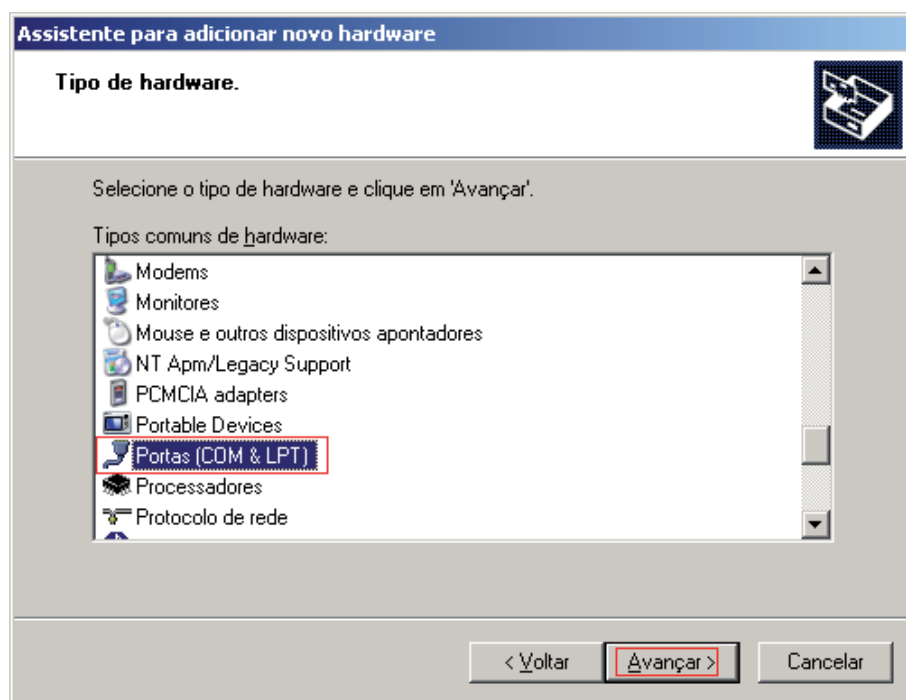 Assistente para adicionar novo hardware
Tipo de hardware.
Selecione o tipo de hardware e clique em 'Avançar'.
Tipos comuns de hardware:
Modems
Monitores
Mouse e outros dispositivos apontadores
NT Apm/Legacy Support
PCMCIA adapters
Portable Devices
Portas (COM & LPT)
Processadores
Protocolo de rede
< Voltar Avançar > Cancelar